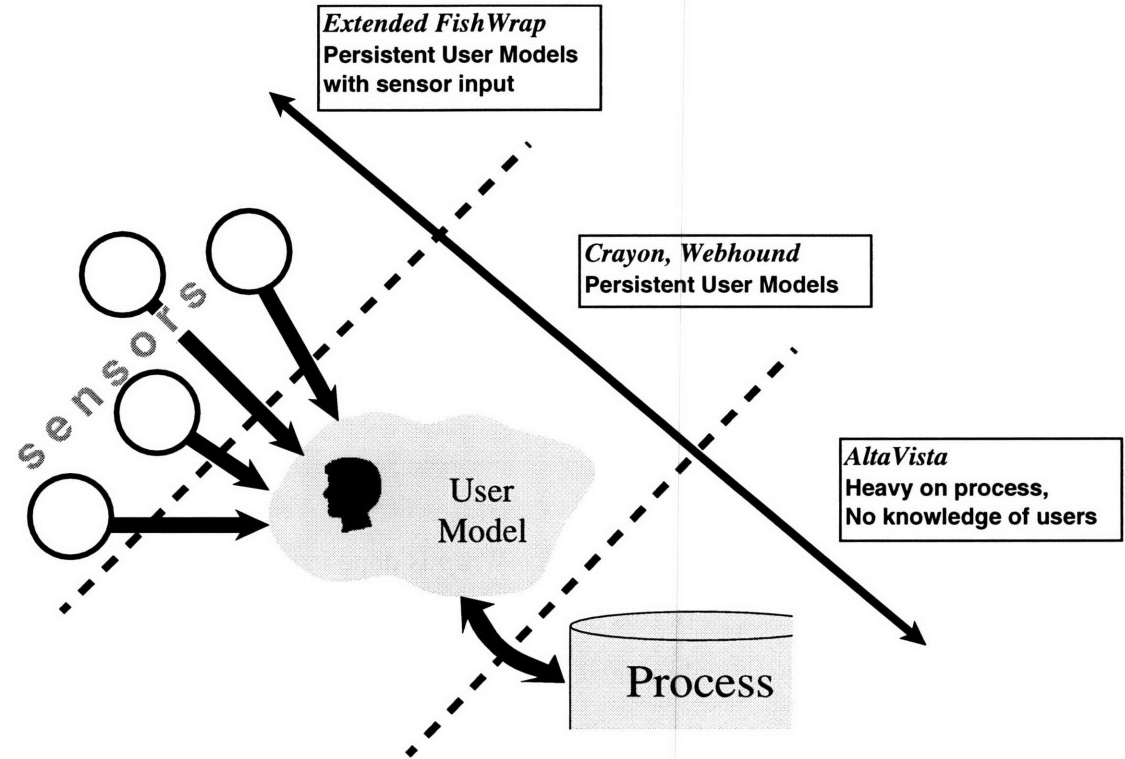 Extended FishWrap
Persistent User Models
with sensor input
Crayon, Webhound
Persistent User Models
sensors
AltaVista
Heavy on process,
No knowledge of users
User
Model
Process